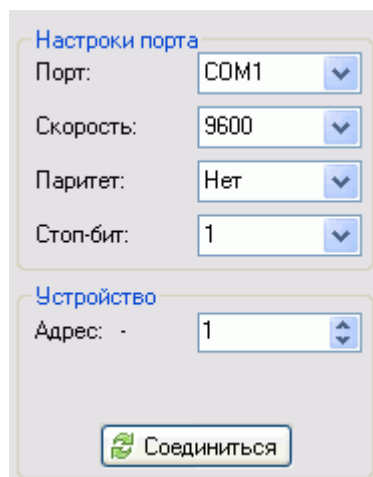 Настроки порта
Порт: COM1
Скорость: 9600
Паритет: Нет
Стоп-бит: 1
Устройство
Адрес: - 1
Соединиться